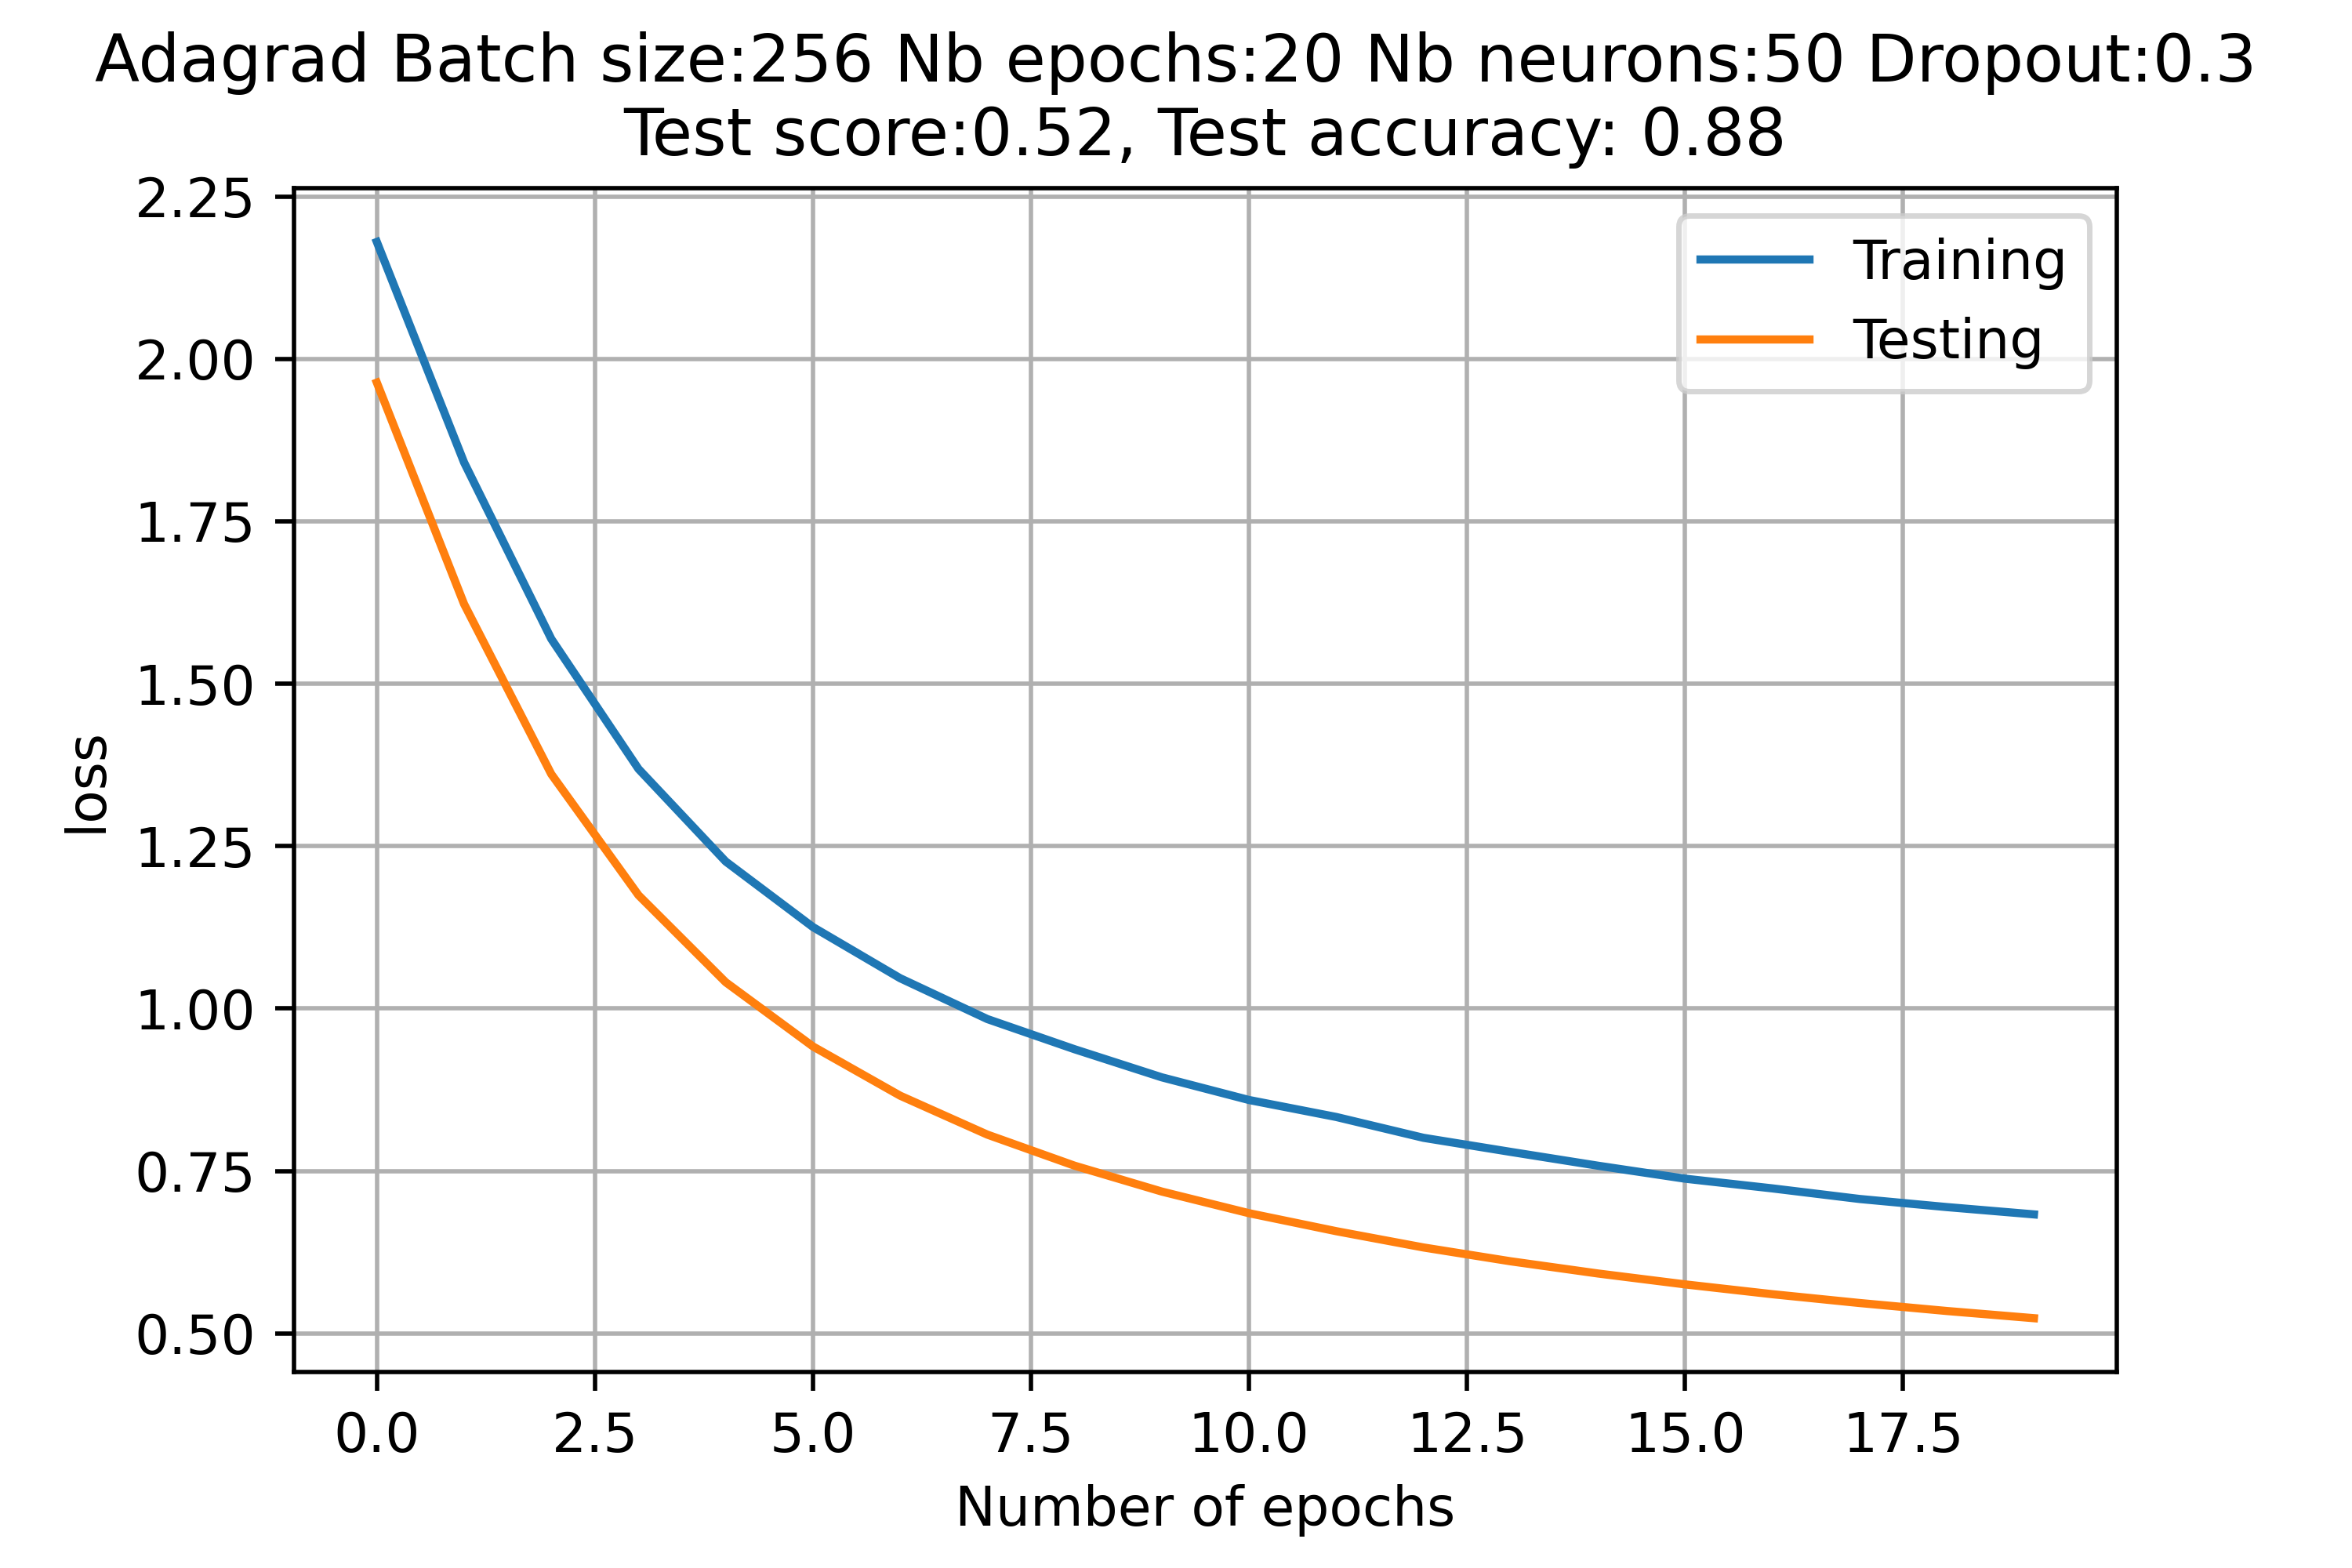 Adagrad Batch size:256 Nb epochs:20 Nb neurons:50 Dropout:0.3
Test score:0.52, Test accuracy: 0.88
2.25
2.00
1.75
1.50
1.25
1.00
0.75
0.50
loss
Training
Testing
0.0 2.5 5.0 7.5 10.0 12.5 15.0 17.5
Number of epochs